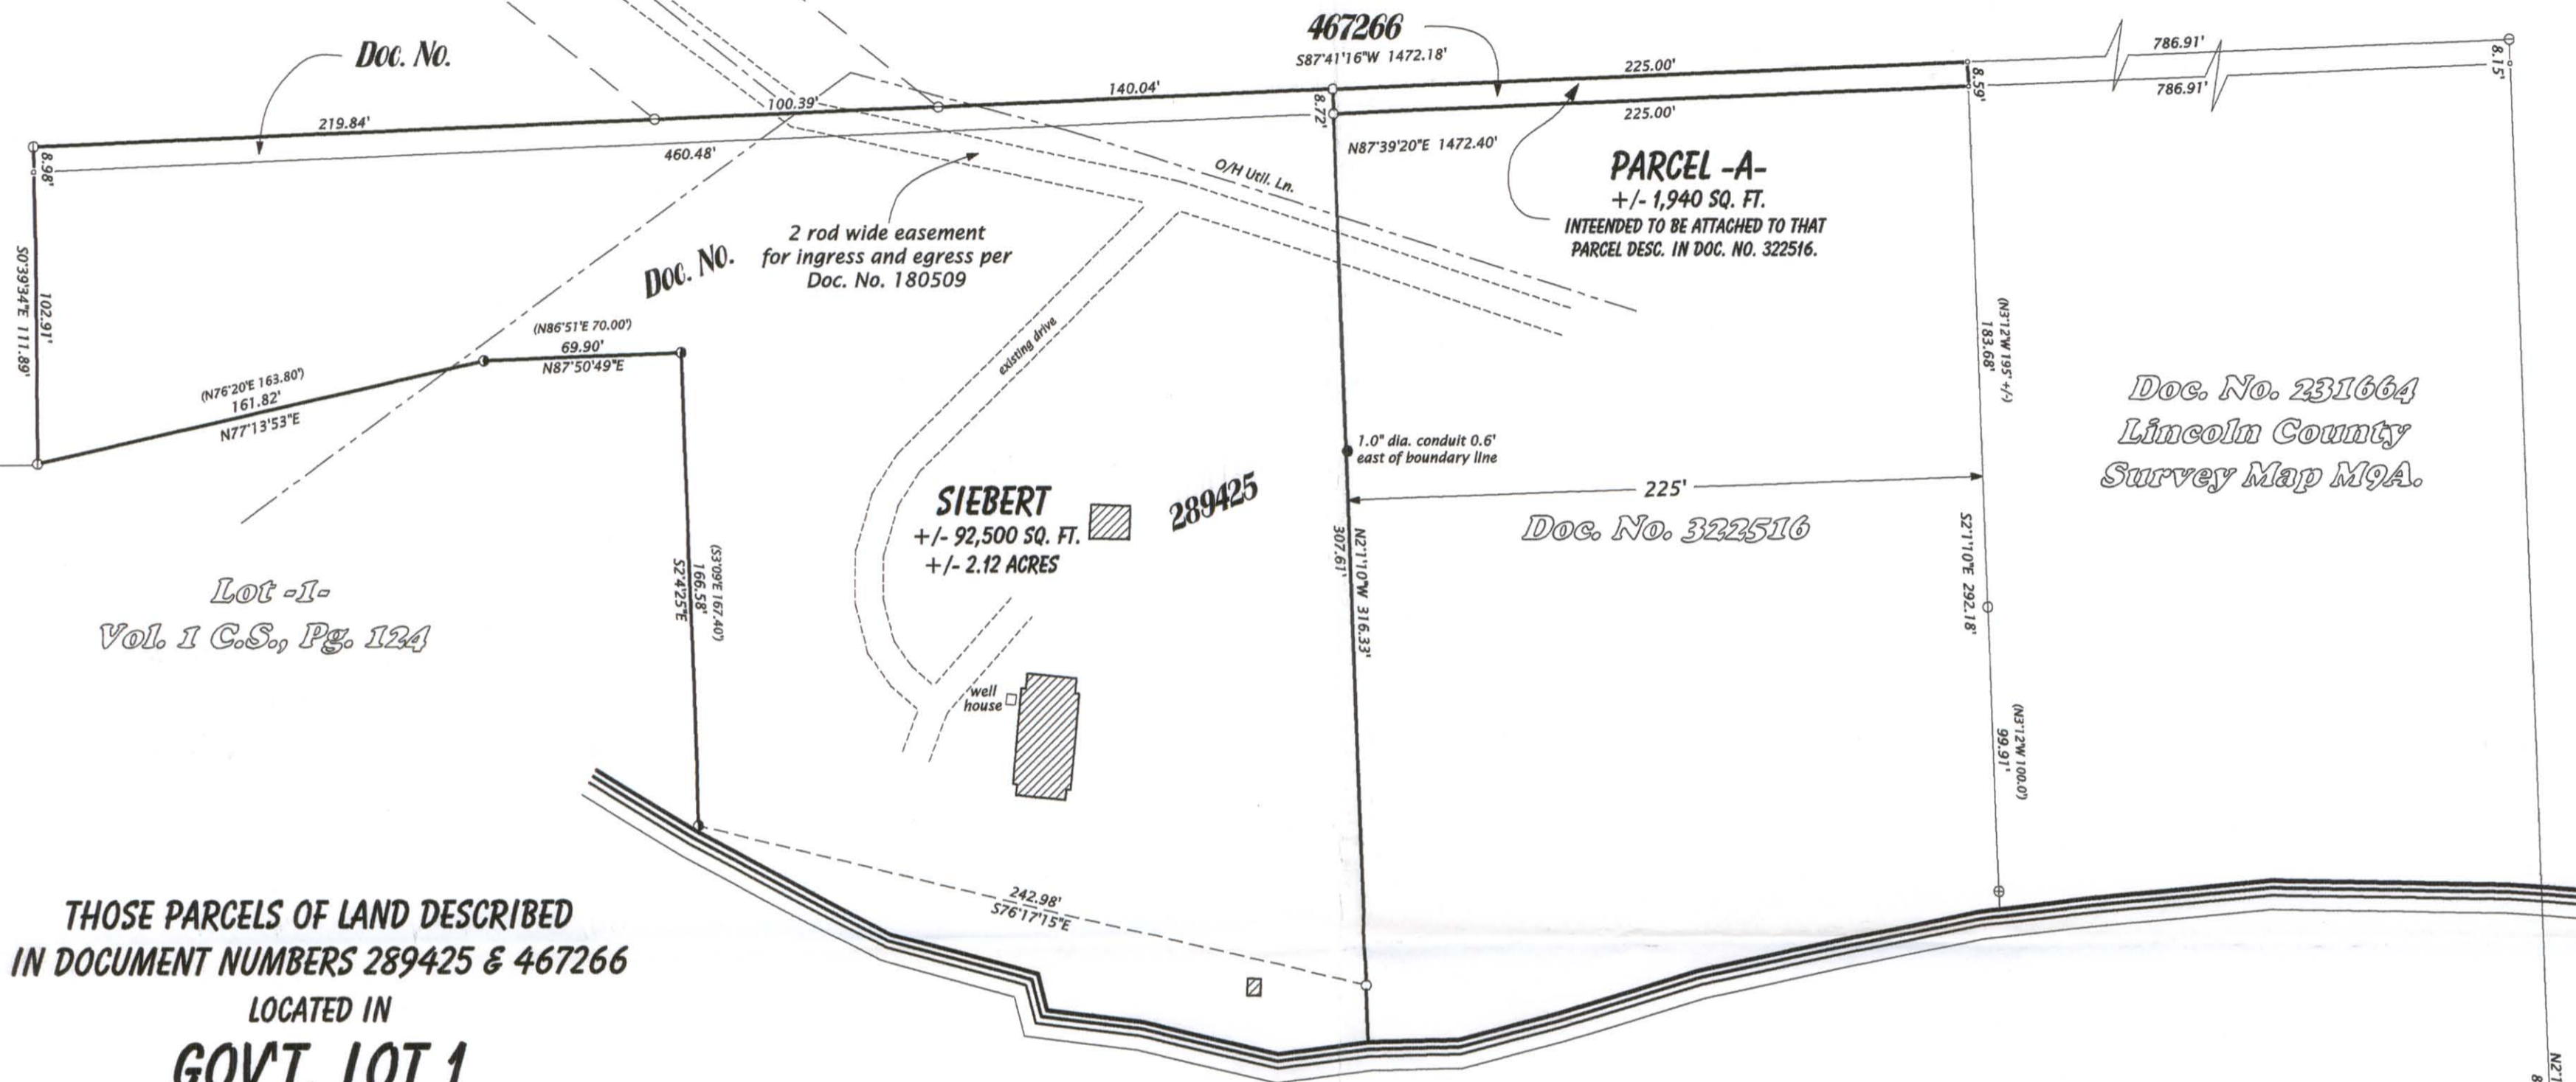 Doc. No.
467266
S87°41'16"W 1472.18'
786.91'
786.91'
8.15'
225.00'
225.00'
8.59'
140.04'
100.39'
219.84'
8.98'
460.48'
8.72'
N87°39'20"E 1472.40'
PARCEL -A-
+/- 1,940 SQ. FT.
INTEENDED TO BE ATTACHED TO THAT
PARCEL DESC. IN DOC. NO. 322516.
O/H Util. Ln.
2 rod wide easement
for ingress and egress per
Doc. No. 180509
Doc. No.
S0°39'34"E 111.89'
102.91'
(N76°20'E 163.80')
161.82'
N77°13'53"E
(N86°51'E 70.00')
69.90'
N87°50'49"E
existing drive
(N3°12'W 195' +/-)
183.68'
Doc. No. 231664
Lincoln County
Survey Map M9A.
1.0" dia. conduit 0.6'
east of boundary line
225'
Doc. No. 322516
SIEBERT
+/- 92,500 SQ. FT.
+/- 2.12 ACRES
289425
N2°1'10"W 316.33'
307.61'
S2°1'10"E 292.18'
(S3°09'E 167.40')
166.58'
S2°4'25"E
Lot -1-
Vol. 1 C.S., Pg. 124
well
house
(N3°12'W 100.0')
99.91'
242.98'
S76°17'15"E
THOSE PARCELS OF LAND DESCRIBED
IN DOCUMENT NUMBERS 289425 & 467266
LOCATED IN
GOV'T. LOT 1